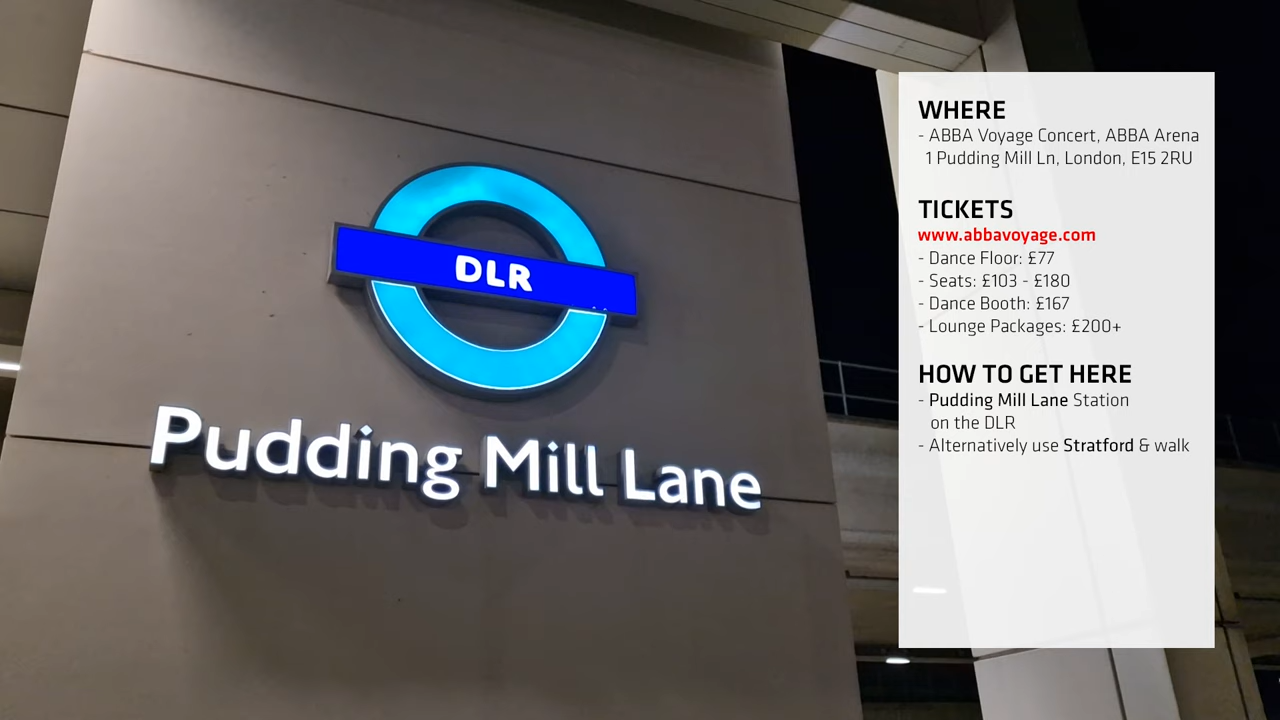 DLR
Pudding Mill Lane
WHERE
- ABBA Voyage Concert, ABBA Arena
1 Pudding Mill Ln, London, E15 2RU
TICKETS
www.abbavoyage.com
- Dance Floor: £77
- Seats: £103 - £180
- Dance Booth: £167
- Lounge Packages: £200+
HOW TO GET HERE
- Pudding Mill Lane Station
on the DLR
- Alternatively use Stratford & walk